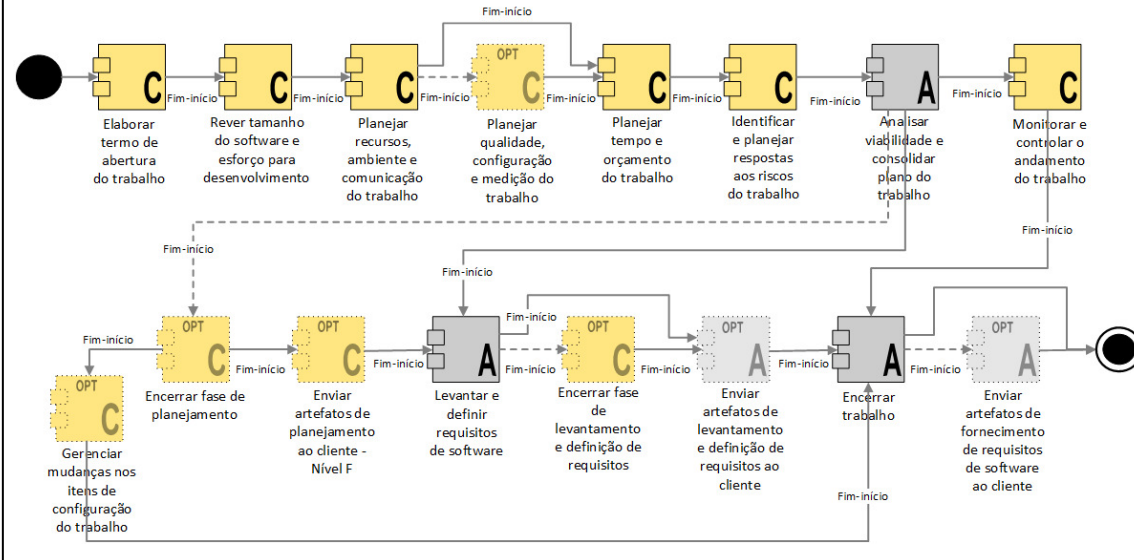 Fim-início
C
Fim-início
C
Fim-início
C
Fim-início
OPT
C
Fim-início
C
Fim-início
C
Fim-início
A
Fim-início
C
Elaborar
termo de
abertura
do trabalho
Rever tamanho
do software e
esforço para
desenvolvimento
Planejar
recursos,
ambiente e
comunicação
do trabalho
Planejar
qualidade,
configuração
e medição do
trabalho
Planejar
tempo e
orçamento
do trabalho
Identificar
e planejar
respostas
aos riscos
do trabalho
Analisar
viabilidade e
consolidar
plano do
trabalho
Monitorar e
controlar o
andamento
do trabalho
Fim-início
Fim-início
Fim-início
Fim-início
OPT
C
Fim-início
OPT
C
Fim-início
A
Fim-início
Fim-início
OPT
C
Fim-início
OPT
A
Fim-início
A
Fim-início
OPT
A
OPT
C
Encerrar fase de
planejamento
Enviar
artefatos de
planejamento
ao cliente -
Nível F
Levantar e
definir
requisitos
de software
Encerrar fase
de
levantamento
e definição de
requisitos
Enviar
artefatos de
levantamento
e definição de
requisitos ao
cliente
Encerrar
trabalho
Enviar
artefatos de
fornecimento
de requisitos
de software
ao cliente
Gerenciar
mudanças nos
itens de
configuração
do trabalho
Fim-início